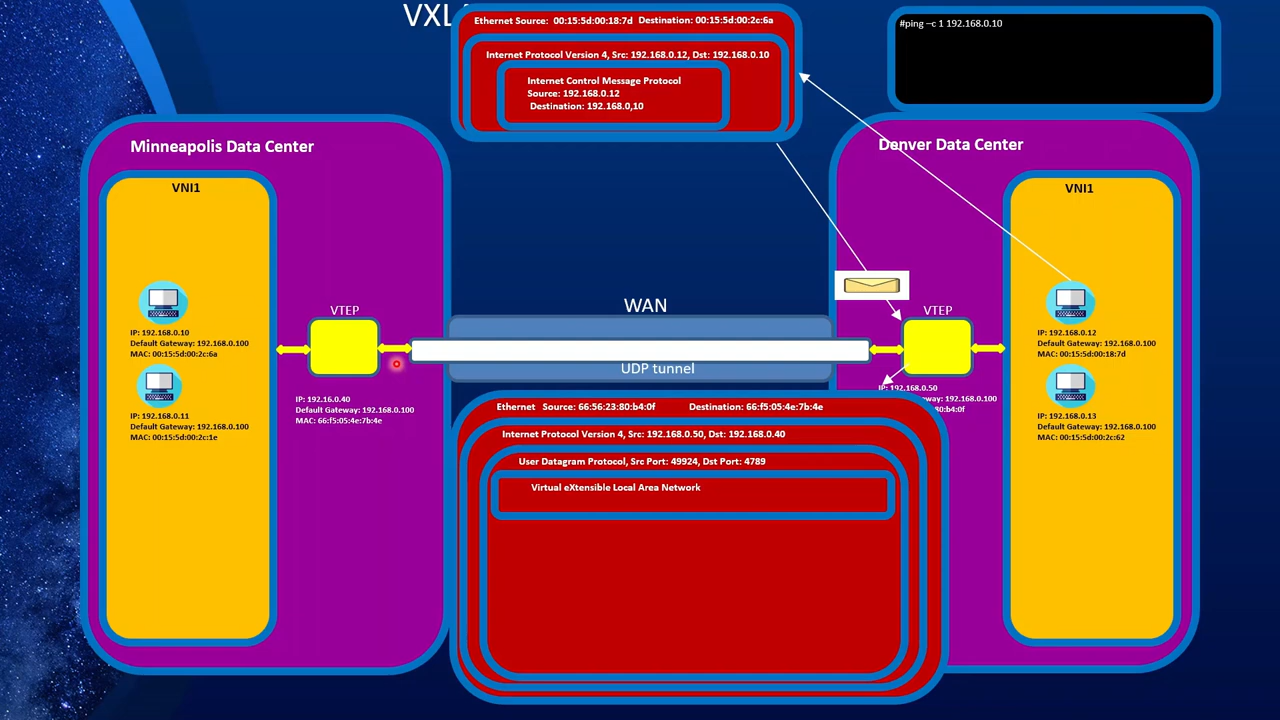 VXL
Ethernet Source: 00:15:5d:00:18:7d Destination: 00:15:5d:00:2c:6a
Internet Protocol Version 4, Src: 192.168.0.12, Dst: 192.168.0.10
Internet Control Message Protocol
Source: 192.168.0.12
Destination: 192.168.0,10
#ping –c 1 192.168.0.10
Minneapolis Data Center
VNI1
IP: 192.168.0.10
Default Gateway: 192.168.0.100
MAC: 00:15:5d:00:2c:6a
IP: 192.168.0.11
Default Gateway: 192.168.0.100
MAC: 00:15:5d:00:2c:1e
VTEP
IP: 192.16.0.40
Default Gateway: 192.168.0.100
MAC: 66:f5:05:4e:7b:4e
WAN
UDP tunnel
Denver Data Center
VTEP
IP: 192.168.0.50
way: 192.168.0.100
80:b4:0f
VNI1
IP: 192.168.0.12
Default Gateway: 192.168.0.100
MAC: 00:15:5d:00:18:7d
IP: 192.168.0.13
Default Gateway: 192.168.0.100
MAC: 00:15:5d:00:2c:62
Ethernet Source: 66:56:23:80:b4:0f Destination: 66:f5:05:4e:7b:4e
Internet Protocol Version 4, Src: 192.168.0.50, Dst: 192.168.0.40
User Datagram Protocol, Src Port: 49924, Dst Port: 4789
Virtual eXtensible Local Area Network